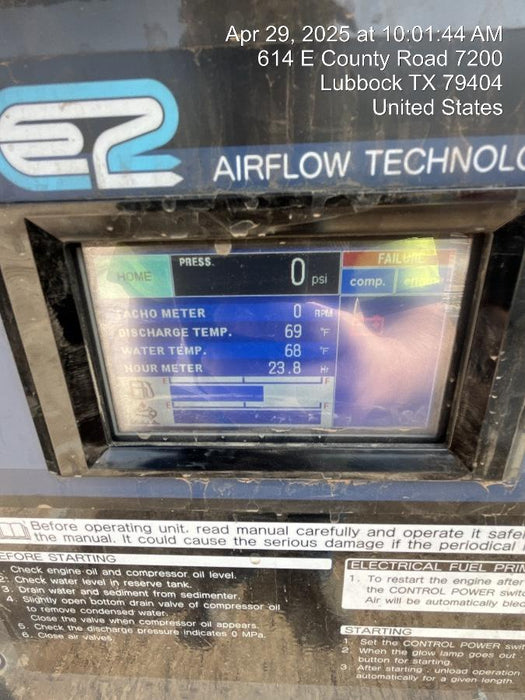 Apr 29, 2025 at 10:01:44 AM
614 E County Road 7200
Lubbock TX 79404
United States
e2
AIRFLOW TECHNOLO
HOME
PRESS.
0 psi
FAILURE
comp.
TACHO METER 0 RPM
DISCHARGE TEMP. 69 °F
WATER TEMP. 68 °F
HOUR METER 23.8 Hr
E F
E F
Before operating unit, read manual carefully and operate it safel
the manual. It could cause the serious damage if the periodical
EFORE STARTING
Check engine oil and compressor oil level.
2. Check water level in reserve tank.
3. Drain water and sediment from sedimenter
4. Slightly open bottom drain valve of compressor oil
to remove condensed water.
Close the valve when compressor oil appears.
5. Check the discharge pressure indicates 0 MPa.
6. Close air valves
ELECTRICAL FUEL PRIM
1. To restart the engine after
the CONTROL POWER switc
Air will be automatically blee
STARTING
1. Set the CONTROL POWER swit
2. When the glow lamp goes out
button for starting.
3. After starting, unload operation
automatically for a given length.